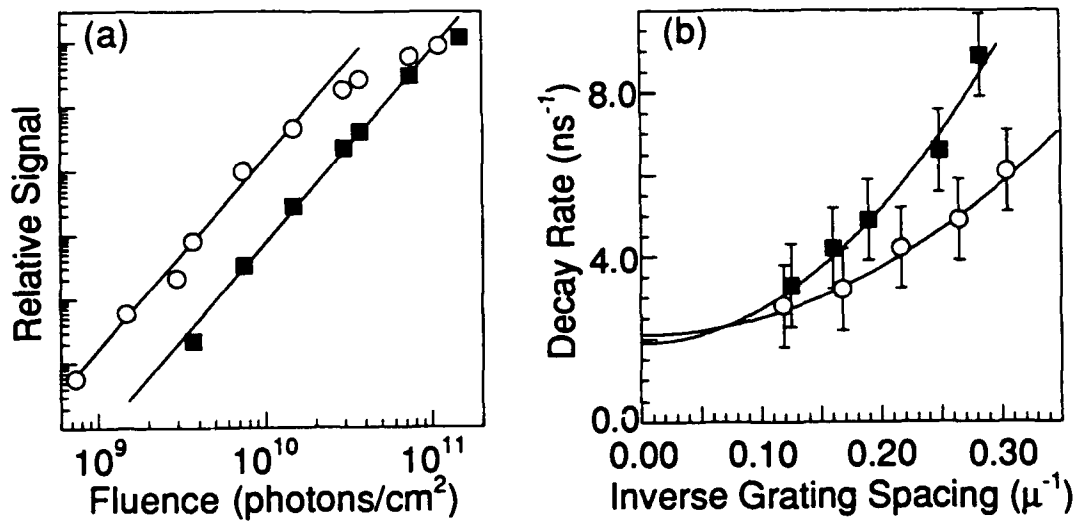 (a)
Relative Signal
10⁹ 10¹⁰ 10¹¹
Fluence (photons/cm²)
(b)
Decay Rate (ns⁻¹)
8.0
4.0
0.0
0.00 0.10 0.20 0.30
Inverse Grating Spacing (μ⁻¹)